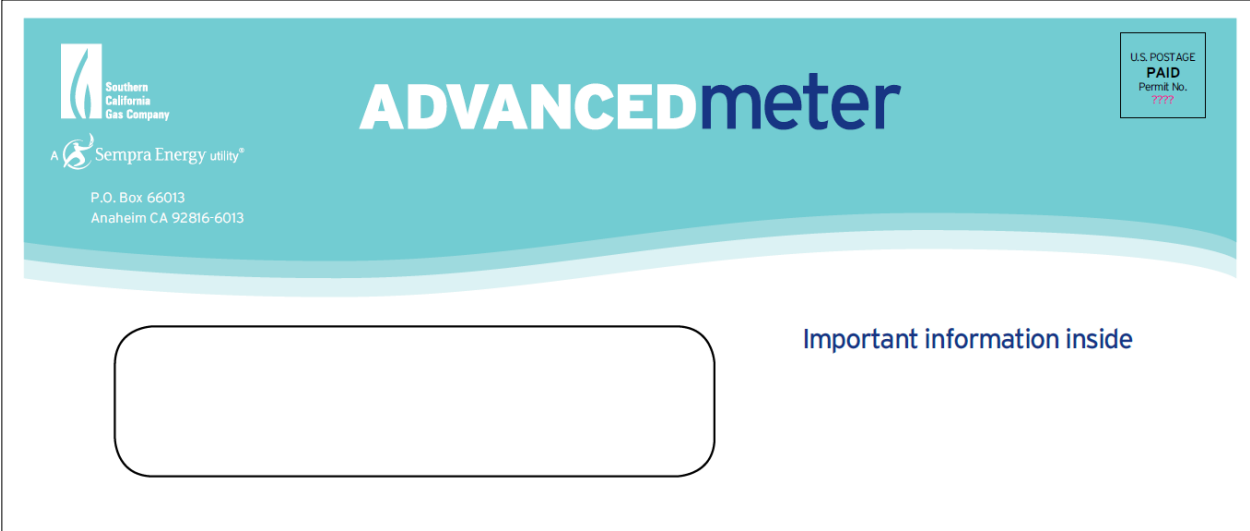 Southern
California
Gas Company
A Sempra Energy utility®
P.O. Box 66013
Anaheim CA 92816-6013
ADVANCEDmeter
U.S. POSTAGE
PAID
Permit No.
????
Important information inside